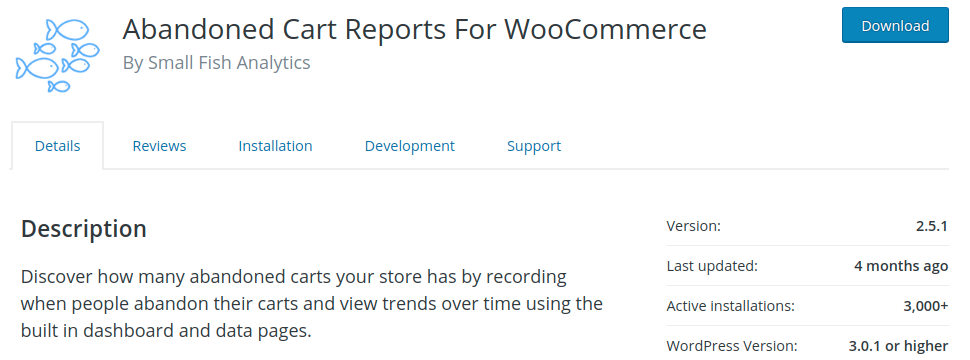 Abandoned Cart Reports For WooCommerce
Download
By Small Fish Analytics
Details
Reviews
Installation
Development
Support
Description
Discover how many abandoned carts your store has by recording
when people abandon their carts and view trends over time using the
built in dashboard and data pages.
Version: 2.5.1
Last updated: 4 months ago
Active installations: 3,000+
WordPress Version: 3.0.1 or higher